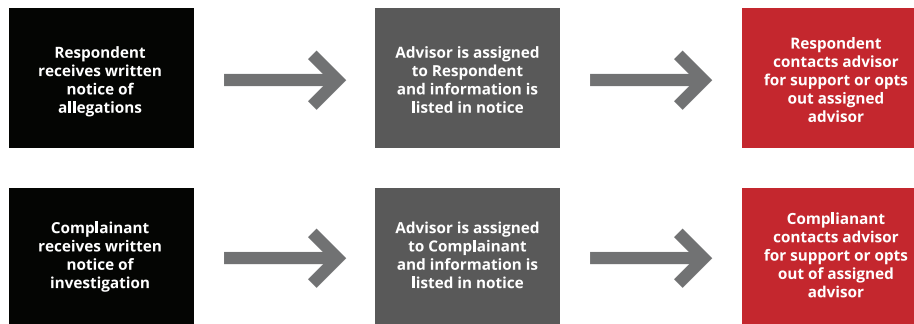 Respondent
receives written
notice of
allegations
Advisor is assigned
to Respondent
and information is
listed in notice
Respondent
contacts advisor
for support or opts
out assigned
advisor
Complainant
receives written
notice of
investigation
Advisor is assigned
to Complainant
and information is
listed in notice
Complianant
contacts advisor
for support or opts
out of assigned
advisor